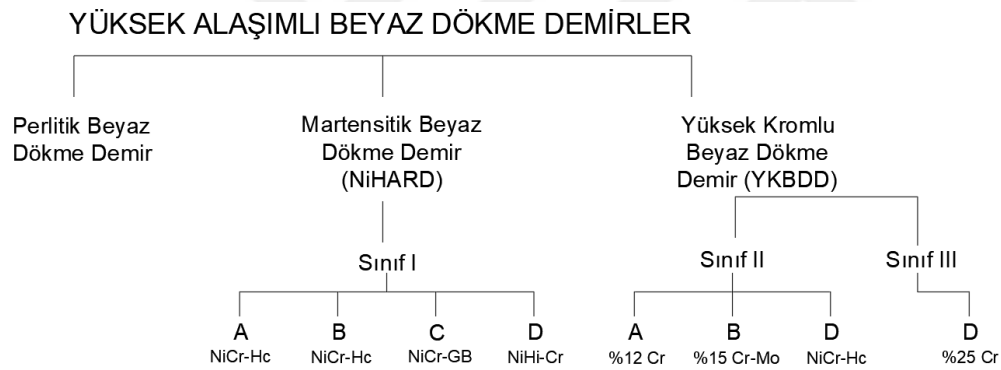 YÜKSEK ALAŞIMLI BEYAZ DÖKME DEMİRLER
Perlitik Beyaz
Dökme Demir
Martensitik Beyaz
Dökme Demir
(NiHARD)
Yüksek Kromlu
Beyaz Dökme
Demir (YKBDD)
Sınıf I
Sınıf II
Sınıf III
A
NiCr-Hc
B
NiCr-Hc
C
NiCr-GB
D
NiHi-Cr
A
%12 Cr
B
%15 Cr-Mo
D
NiCr-Hc
D
%25 Cr